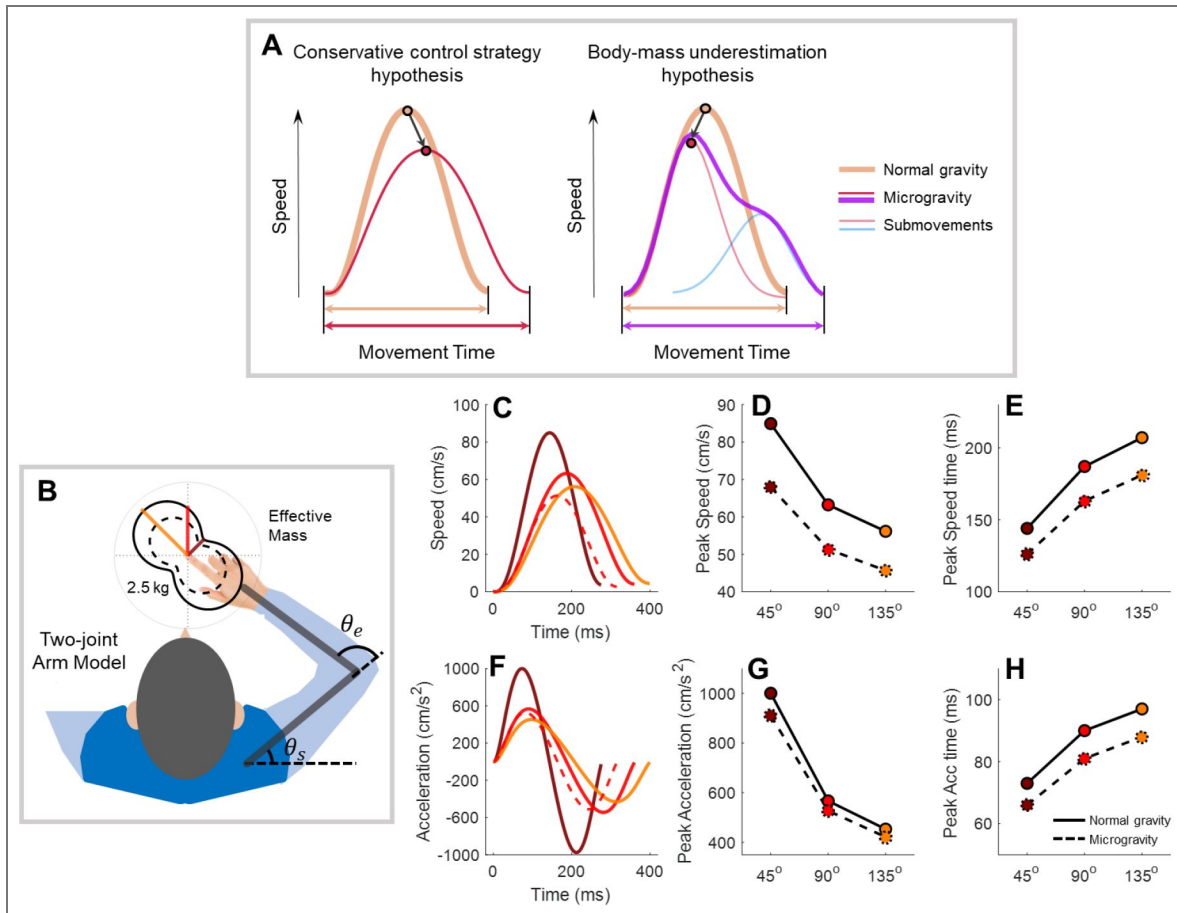 A
Conservative control strategy
hypothesis
Body-mass underestimation
hypothesis
Speed
Movement Time
Speed
Movement Time
Normal gravity
Microgravity
Submovements
B
Effective
Mass
2.5 kg
Two-joint
Arm Model
θe
θs
C
Speed (cm/s)
100
80
60
40
20
0
0 200 400
Time (ms)
D
Peak Speed (cm/s)
90
80
70
60
50
40
45° 90° 135°
E
Peak Speed time (ms)
200
150
100
45° 90° 135°
F
Acceleration (cm/s²)
1000
600
200
-200
-600
-1000
0 200 400
Time (ms)
G
Peak Acceleration (cm/s²)
1000
800
600
400
45° 90° 135°
H
Peak Acc time (ms)
100
80
60
Normal gravity
Microgravity
45° 90° 135°